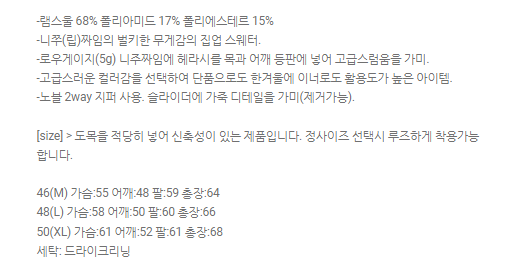 -램스울 68% 폴리아미드 17% 폴리에스테르 15%
-니쭈(립)짜임의 벌키한 무게감의 집업 스웨터.
-로우게이지(5g) 니주짜임에 헤라시를 목과 어깨 등판에 넣어 고급스럼움을 가미.
-고급스러운 컬러감을 선택하여 단품으로도 한겨울에 이너로도 활용도가 높은 아이템.
-노블 2way 지퍼 사용. 슬라이더에 가죽 디테일을 가미(제거가능).
[size] > 도목을 적당히 넣어 신축성이 있는 제품입니다. 정사이즈 선택시 루즈하게 착용가능
합니다.
46(M) 가슴:55 어깨:48 팔:59 총장:64
48(L) 가슴:58 어깨:50 팔:60 총장:66
50(XL) 가슴:61 어깨:52 팔:61 총장:68
세탁: 드라이크리닝